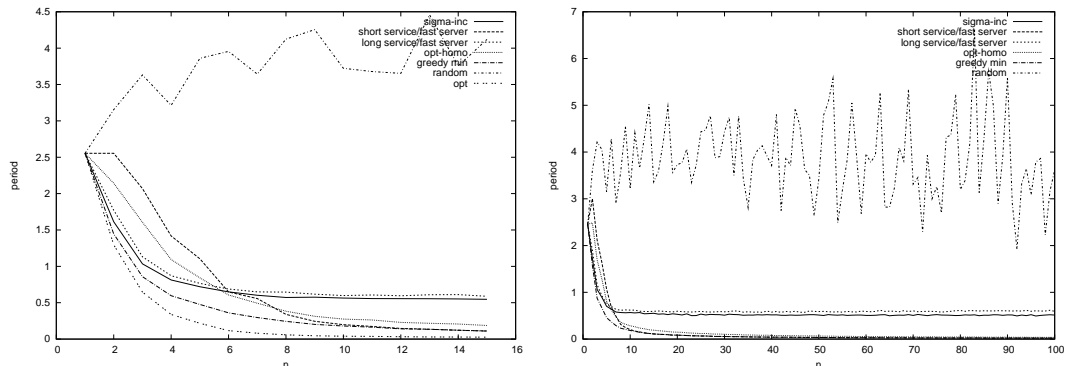 4.5
4
3.5
3
2.5
2
1.5
1
0.5
0
0 2 4 6 8 10 12 14 16
period
n
sigma-inc
short service/fast server
long service/fast server
opt-homo
greedy min
random
opt
7
6
5
4
3
2
1
0
0 10 20 30 40 50 60 70 80 90 100
period
n
sigma-inc
short service/fast server
long service/fast server
opt-homo
greedy min
random